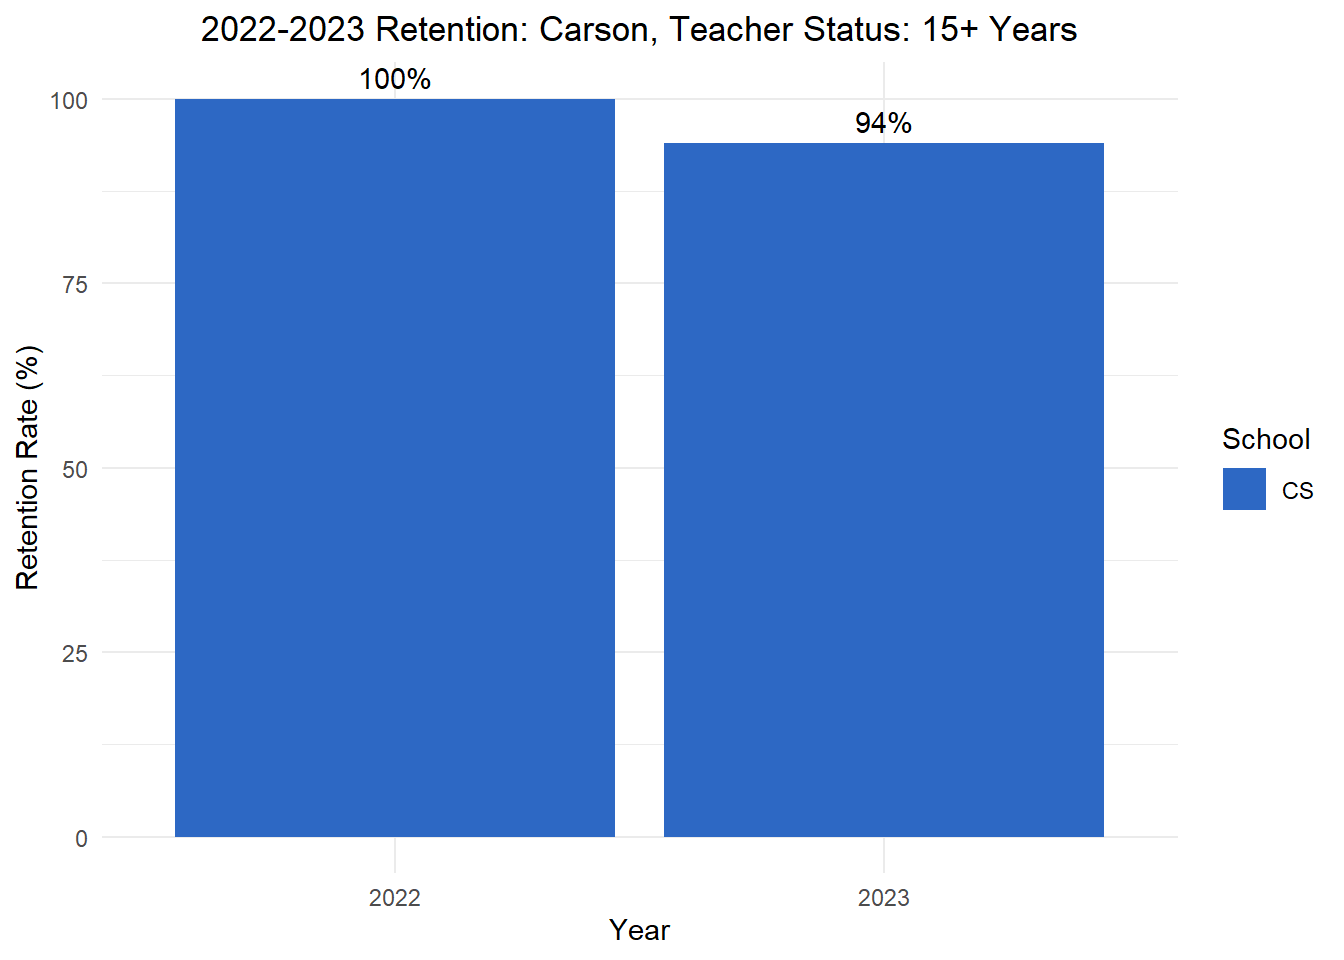 2022-2023 Retention: Carson, Teacher Status: 15+ Years
100%
94%
100
75
50
25
0
Retention Rate (%)
2022
2023
Year
School
CS